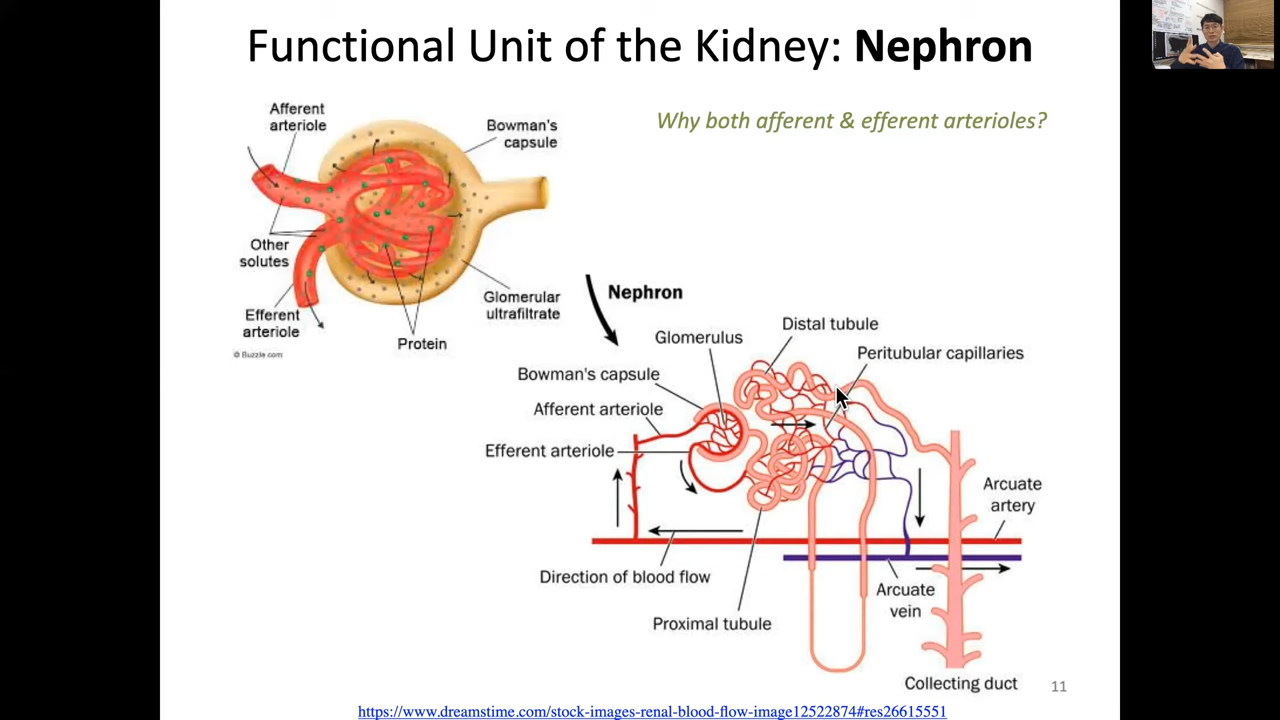 Functional Unit of the Kidney: Nephron
Why both afferent & efferent arterioles?
Afferent
arteriole
Bowman's
capsule
Other
solutes
Efferent
arteriole
Glomerular
ultrafiltrate
Protein
© Buzzle.com
Nephron
Distal tubule
Glomerulus
Peritubular capillaries
Bowman's capsule
Afferent arteriole
Efferent arteriole
Arcuate
artery
Direction of blood flow
Arcuate
vein
Proximal tubule
Collecting duct
11
https://www.dreamstime.com/stock-images-renal-blood-flow-image12522874#res26615551